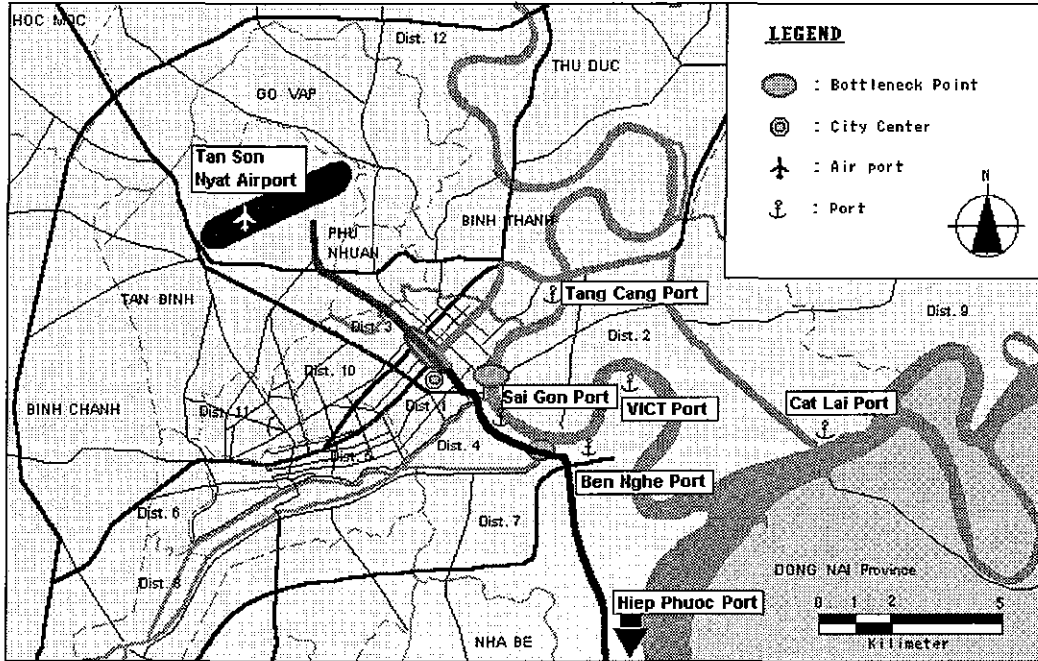 HOC MOC
Dist. 12
THU DUC
GO VAP
Tan Son
Nyat Airport
BINH THANH
PHU
NHUAN
TAN BINH
Tang Cang Port
Dist. 3
Dist. 2
Dist. 9
Dist. 10
BINH CHANH
Dist. 11
Dist. 1
Sai Gon Port
VICT Port
Cat Lai Port
Dist. 4
Dist. 5
Ben Nghe Port
Dist. 6
Dist. 7
Dist. 8
DONG NAI Province
Hiep Phuoc Port
NHA BE
LEGEND
: Bottleneck Point
: City Center
: Air port
: Port
N
0 1 2 5
Kilimeter